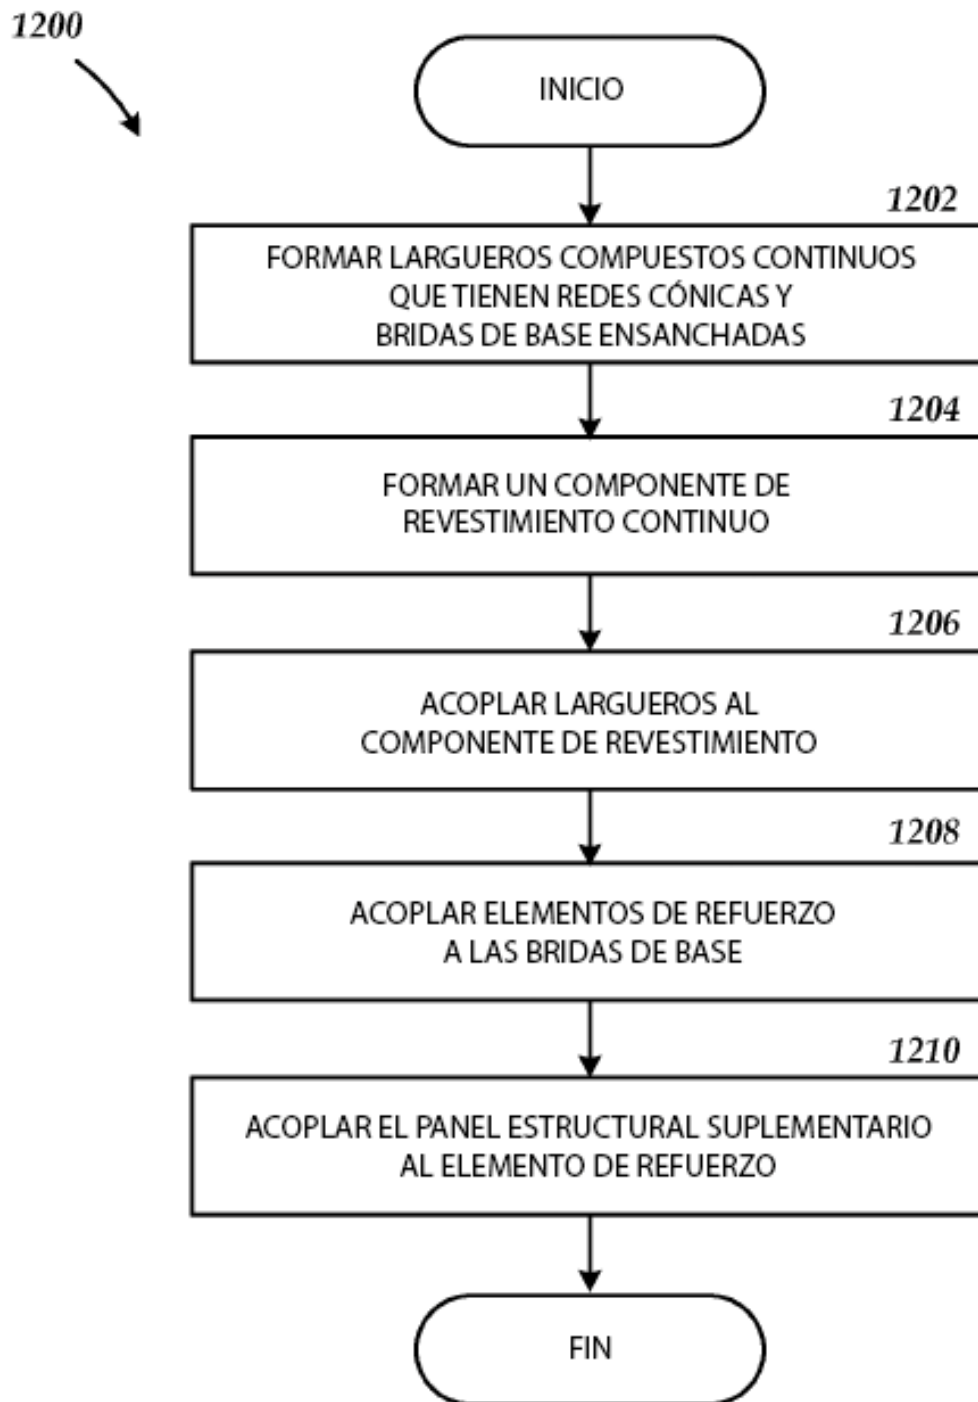 1200
INICIO
1202
FORMAR LARGUEROS COMPUESTOS CONTINUOS
QUE TIENEN REDES CÓNICAS Y
BRIDAS DE BASE ENSANCHADAS
1204
FORMAR UN COMPONENTE DE
REVESTIMIENTO CONTINUO
1206
ACOPLAR LARGUEROS AL
COMPONENTE DE REVESTIMIENTO
1208
ACOPLAR ELEMENTOS DE REFUERZO
A LAS BRIDAS DE BASE
1210
ACOPLAR EL PANEL ESTRUCTURAL SUPLEMENTARIO
AL ELEMENTO DE REFUERZO
FIN